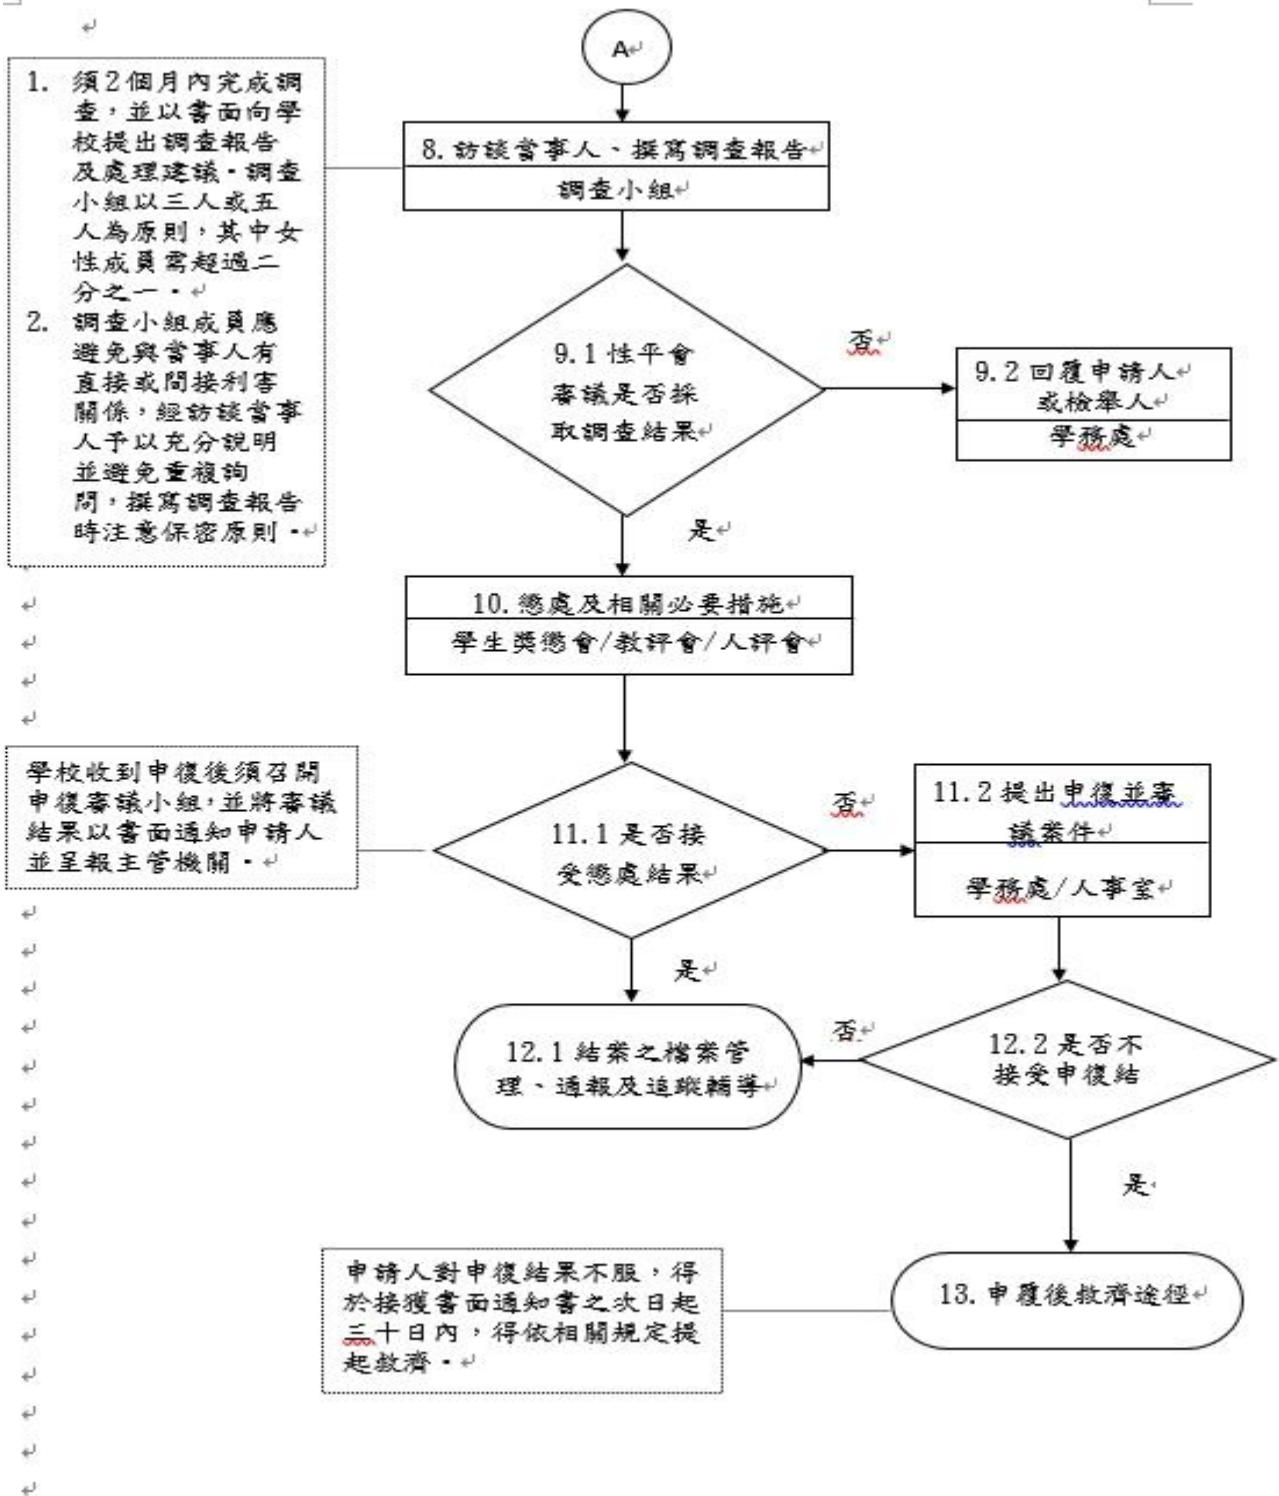 A
1. 須2個月內完成調
查，並以書面向學
校提出調查報告
及處理建議。調查
小組以三人或五
人為原則，其中女
性成員需超過二
分之一。
2. 調查小組成員應
避免與當事人有
直接或間接利害
關係，經訪談當事
人予以充分說明
並避免重複詢
問，撰寫調查報告
時注意保密原則。
8.訪談當事人、撰寫調查報告
調查小組
9.1 性平會
審議是否採
取調查結果
否
9.2 回覆申請人
或檢舉人
學務處
是
10.懲處及相關必要措施
學生獎懲會/教評會/人評會
學校收到申復後須召開
申復審議小組，並將審議
結果以書面通知申請人
並呈報主管機關。
11.1 是否接
受懲處結果
否
11.2 提出申復並審
議案件
學務處/人事室
是
12.1 結案之檔案管
理、通報及追蹤輔導
否
12.2 是否不
接受申復結
是
申請人對申復結果不服，得
於接獲書面通知書之次日起
三十日內，得依相關規定提
起救濟。
13.申覆後救濟途徑